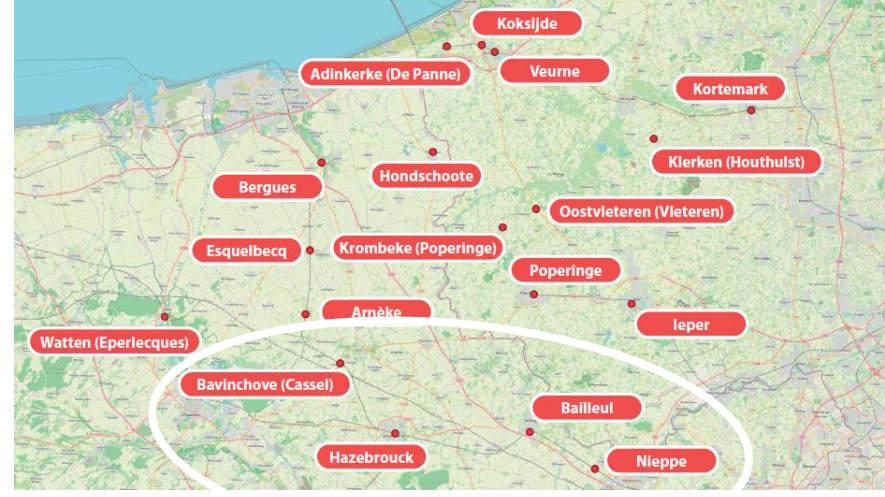 Koksijde
Adinkerke (De Panne)
Veurne
Kortemark
Klerken (Houthulst)
Hondschoote
Bergues
Oostvleteren (Vleteren)
Krombeke (Poperinge)
Esquelbecq
Poperinge
Arnèke
Ieper
Watten (Eperlecques)
Bavinchove (Cassel)
Bailleul
Hazebrouck
Nieppe